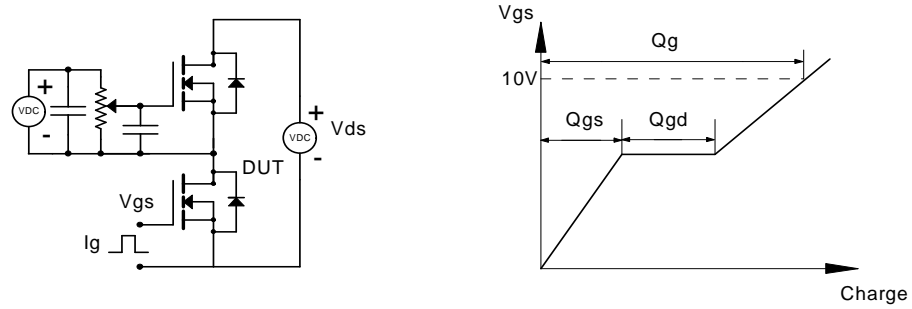 +
VDC
-
DUT
Vgs
Ig
+
VDC
-
Vds
Vgs
Qg
10V
Qgs
Qgd
Charge